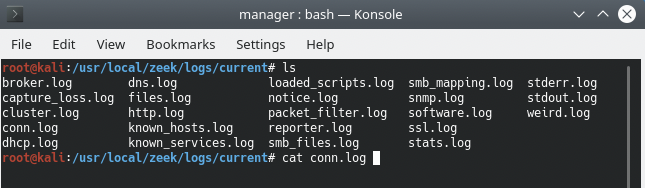 manager : bash — Konsole
File Edit View Bookmarks Settings Help
root@kali:/usr/local/zeek/logs/current# ls
broker.log dns.log loaded_scripts.log smb_mapping.log stderr.log
capture_loss.log files.log notice.log snmp.log stdout.log
cluster.log http.log packet_filter.log software.log weird.log
conn.log known_hosts.log reporter.log ssl.log
dhcp.log known_services.log smb_files.log stats.log
root@kali:/usr/local/zeek/logs/current# cat conn.log